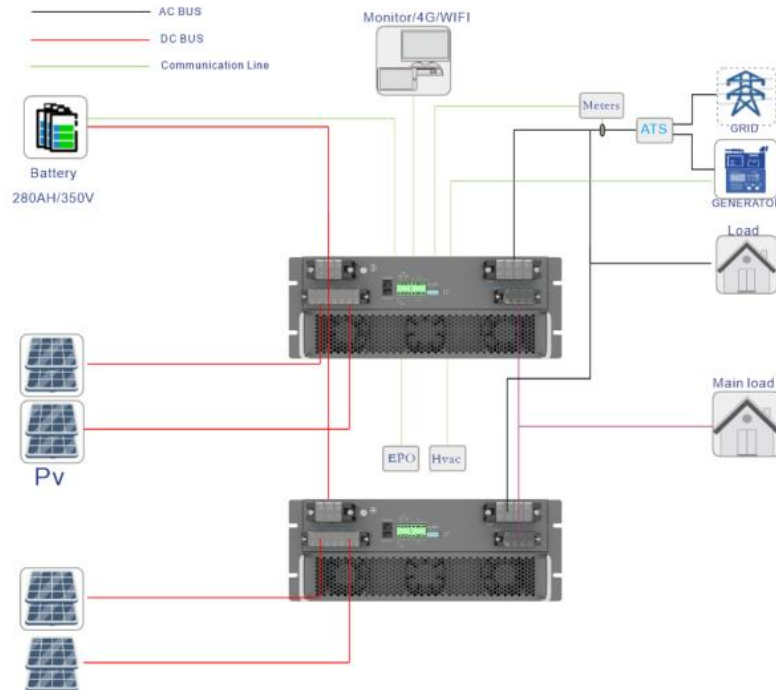 AC BUS
DC BUS
Communication Line
Monitor/4G/WIFI
Meters
ATS
GRID
GENERATOR
Battery
280AH/350V
Load
Main load
EPO
Hvac
Pv